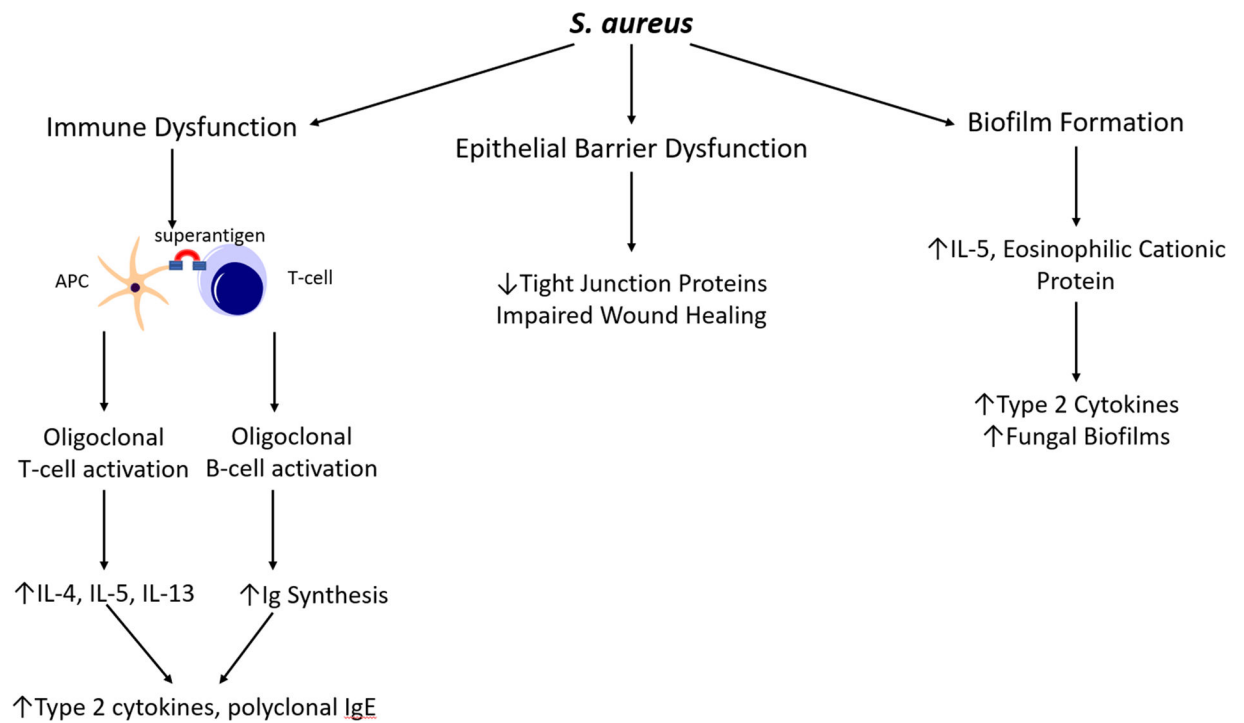 S. aureus
Immune Dysfunction
superantigen
APC
T-cell
Oligoclonal
T-cell activation
Oligoclonal
B-cell activation
↑IL-4, IL-5, IL-13
↑Ig Synthesis
↑Type 2 cytokines, polyclonal IgE
Epithelial Barrier Dysfunction
↓Tight Junction Proteins
Impaired Wound Healing
Biofilm Formation
↑IL-5, Eosinophilic Cationic
Protein
↑Type 2 Cytokines
↑Fungal Biofilms